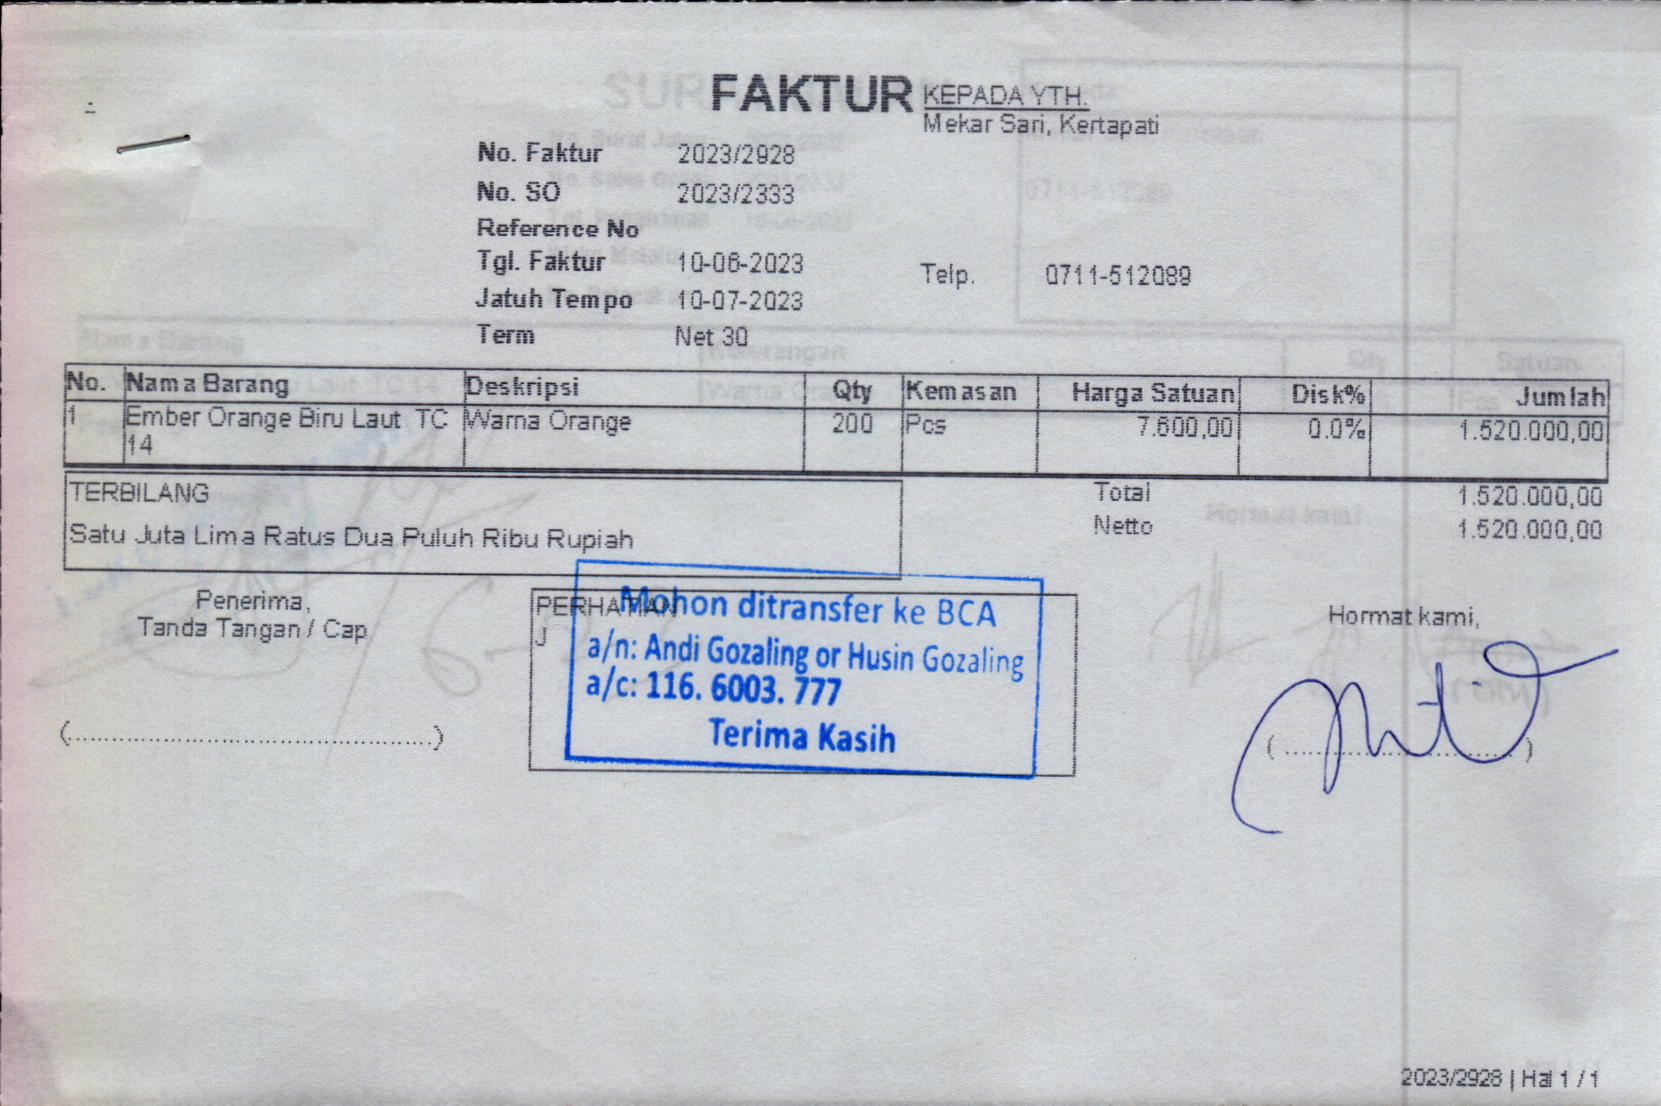 FAKTUR
KEPADA YTH.
Mekar Sari, Kertapati
No. Faktur 2023/2928
No. SO 2023/2333
Reference No
Tgl. Faktur 10-06-2023
Telp. 0711-512089
Jatuh Tempo 10-07-2023
Term Net 30
No. Nama Barang Deskripsi Qty Kemasan Harga Satuan Disk% Jumlah
1 Ember Orange Biru Laut TC Warna Orange 200 Pcs 7.600,00 0.0% 1.520.000,00
14
TERBILANG
Satu Juta Lima Ratus Dua Puluh Ribu Rupiah
Total 1.520.000,00
Netto 1.520.000,00
Penerima,
Tanda Tangan / Cap
(............................................)
PERHATIAN
J
Mohon ditransfer ke BCA
a/n: Andi Gozaling or Husin Gozaling
a/c: 116. 6003. 777
Terima Kasih
Hormat kami,
(............................)
2023/2928 | Hal 1 / 1